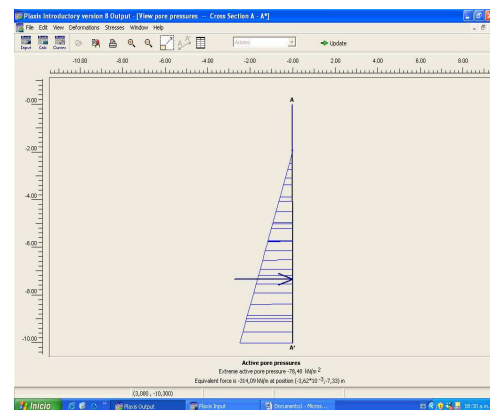 Plaxis Introductory version 8 Output - [View pore pressures -- Cross Section A - A*]
File Edit View Deformations Stresses Window Help
Input Calc Curves Arrows Update
-10.00 -8.00 -6.00 -4.00 -2.00 -0.00 2.00 4.00 6.00 8.00
-0.00
A
-2.00
-4.00
-6.00
-8.00
-10.00
A'
Active pore pressures
Extreme active pore pressure -78,48 kN/m 2
Equivalent force is -314,09 kN/m at position (-3,62*10 -3,-7,33) m
(3,080 , -10,300)
Inicio Plaxis Output Plaxis Input Documento1 - Micros... 10:30 a.m.